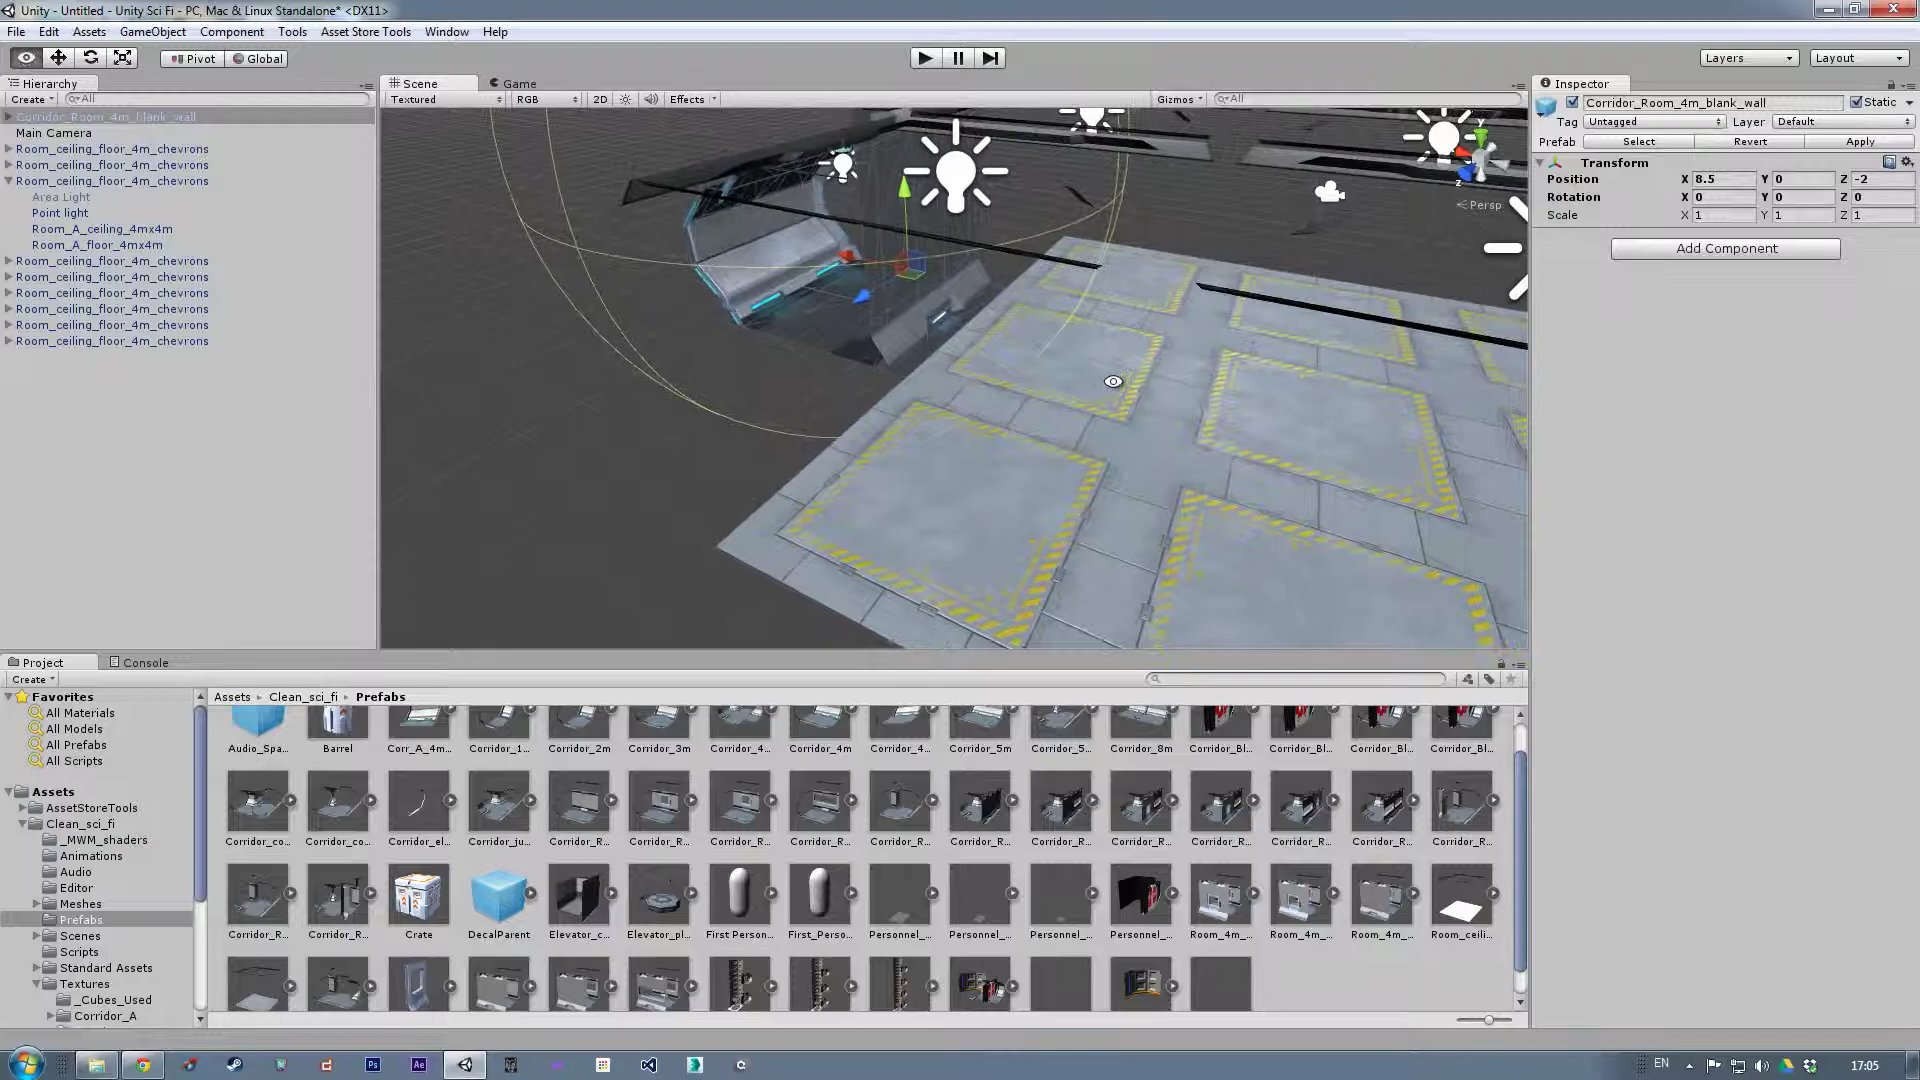 Unity - Untitled - Unity Sci Fi - PC, Mac & Linux Standalone* <DX11>
File Edit Assets GameObject Component Tools Asset Store Tools Window Help
Pivot Global Layers Layout
Hierarchy
Create All
Corridor_Room_4m_blank_wall
Main Camera
Room_ceiling_floor_4m_chevrons
Room_ceiling_floor_4m_chevrons
Room_ceiling_floor_4m_chevrons
Area Light
Point light
Room_A_ceiling_4mx4m
Room_A_floor_4mx4m
Room_ceiling_floor_4m_chevrons
Room_ceiling_floor_4m_chevrons
Room_ceiling_floor_4m_chevrons
Room_ceiling_floor_4m_chevrons
Room_ceiling_floor_4m_chevrons
Room_ceiling_floor_4m_chevrons
Scene Game
Textured RGB 2D Effects Gizmos All
y
z
Persp
Inspector
Corridor_Room_4m_blank_wall Static
Tag Untagged Layer Default
Prefab Select Revert Apply
Transform
Position X 8.5 Y 0 Z -2
Rotation X 0 Y 0 Z 0
Scale X 1 Y 1 Z 1
Add Component
Project Console
Create
Favorites
All Materials
All Models
All Prefabs
All Scripts
Assets
AssetStoreTools
Clean_sci_fi
_MWM_shaders
Animations
Audio
Editor
Meshes
Prefabs
Scenes
Scripts
Standard Assets
Textures
_Cubes_Used
Corridor_A
Assets Clean_sci_fi Prefabs
Audio_Spa... Barrel Corr_A_4m... Corridor_1... Corridor_2m Corridor_3m Corridor_4... Corridor_4m Corridor_4... Corridor_5m Corridor_5... Corridor_8m Corridor_Bl... Corridor_Bl... Corridor_Bl... Corridor_Bl...
Corridor_co... Corridor_co... Corridor_el... Corridor_ju... Corridor_R... Corridor_R... Corridor_R... Corridor_R... Corridor_R... Corridor_R... Corridor_R... Corridor_R... Corridor_R... Corridor_R... Corridor_R... Corridor_R...
Corridor_R... Corridor_R... Crate DecalParent Elevator_c... Elevator_pl... First Person... First_Perso... Personnel_... Personnel_... Personnel_... Personnel_... Room_4m_... Room_4m_... Room_4m_... Room_ceili...
Ps Ae EN 17:05